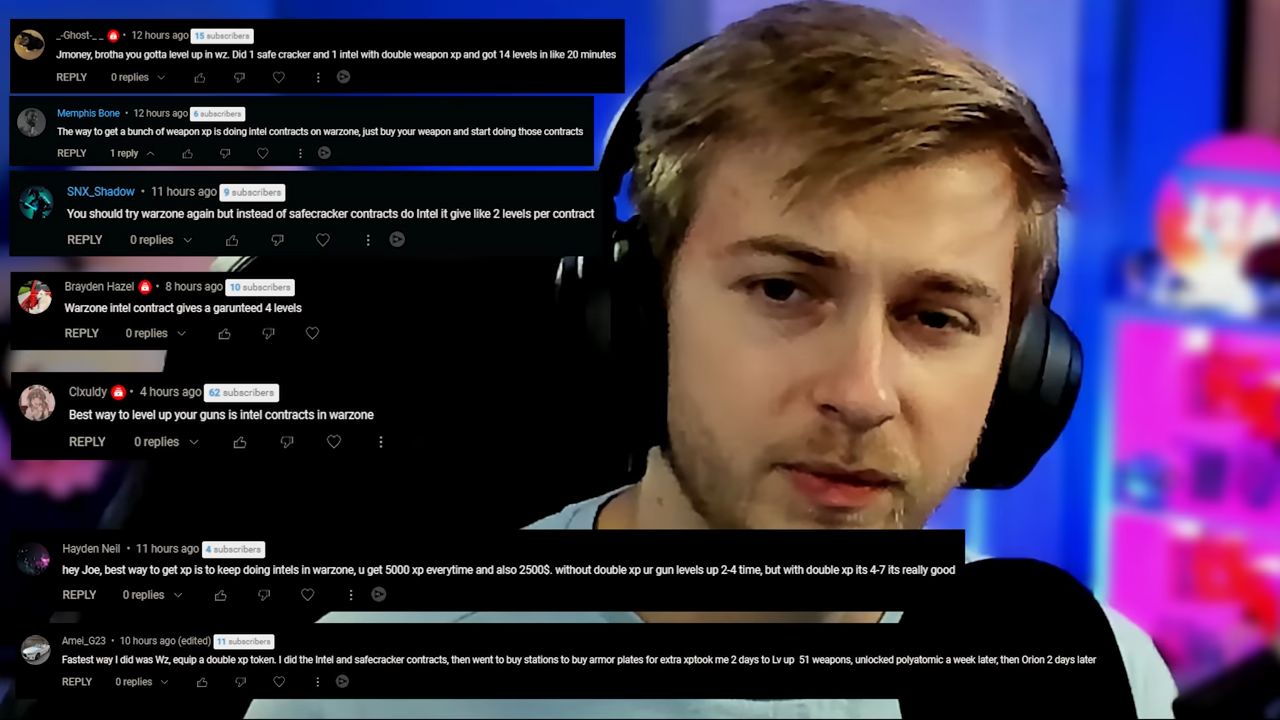 _-Ghost-_ _ • 12 hours ago 15 subscribers
Jmoney, brotha you gotta level up in wz. Did 1 safe cracker and 1 intel with double weapon xp and got 14 levels in like 20 minutes
REPLY 0 replies
Memphis Bone • 12 hours ago 6 subscribers
The way to get a bunch of weapon xp is doing intel contracts on warzone, just buy your weapon and start doing those contracts
REPLY 1 reply
SNX_Shadow • 11 hours ago 9 subscribers
You should try warzone again but instead of safecracker contracts do Intel it give like 2 levels per contract
REPLY 0 replies
Brayden Hazel • 8 hours ago 10 subscribers
Warzone intel contract gives a garunteed 4 levels
REPLY 0 replies
Clxuldy • 4 hours ago 62 subscribers
Best way to level up your guns is intel contracts in warzone
REPLY 0 replies
Hayden Neil • 11 hours ago 4 subscribers
hey Joe, best way to get xp is to keep doing intels in warzone, u get 5000 xp everytime and also 2500$. without double xp ur gun levels up 2-4 time, but with double xp its 4-7 its really good
REPLY 0 replies
Amei_G23 • 10 hours ago (edited) 11 subscribers
Fastest way I did was Wz, equip a double xp token. I did the Intel and safecracker contracts, then went to buy stations to buy armor plates for extra xptook me 2 days to Lv up 51 weapons, unlocked polyatomic a week later, then Orion 2 days later
REPLY 0 replies